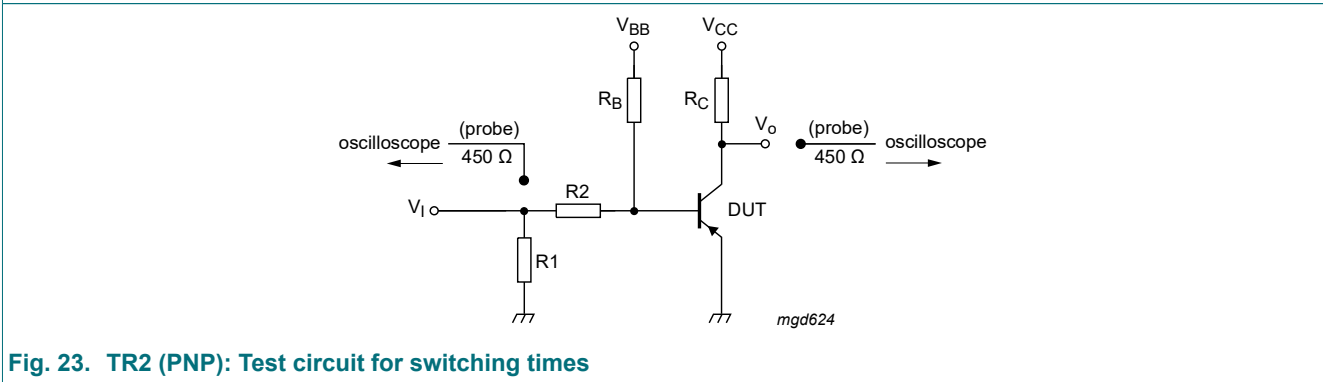 V_BB V_CC
R_B R_C
V_o
oscilloscope (probe) 450 Ω
(probe) 450 Ω oscilloscope
R2
V_I
DUT
R1
mgd624
Fig. 23. TR2 (PNP): Test circuit for switching times